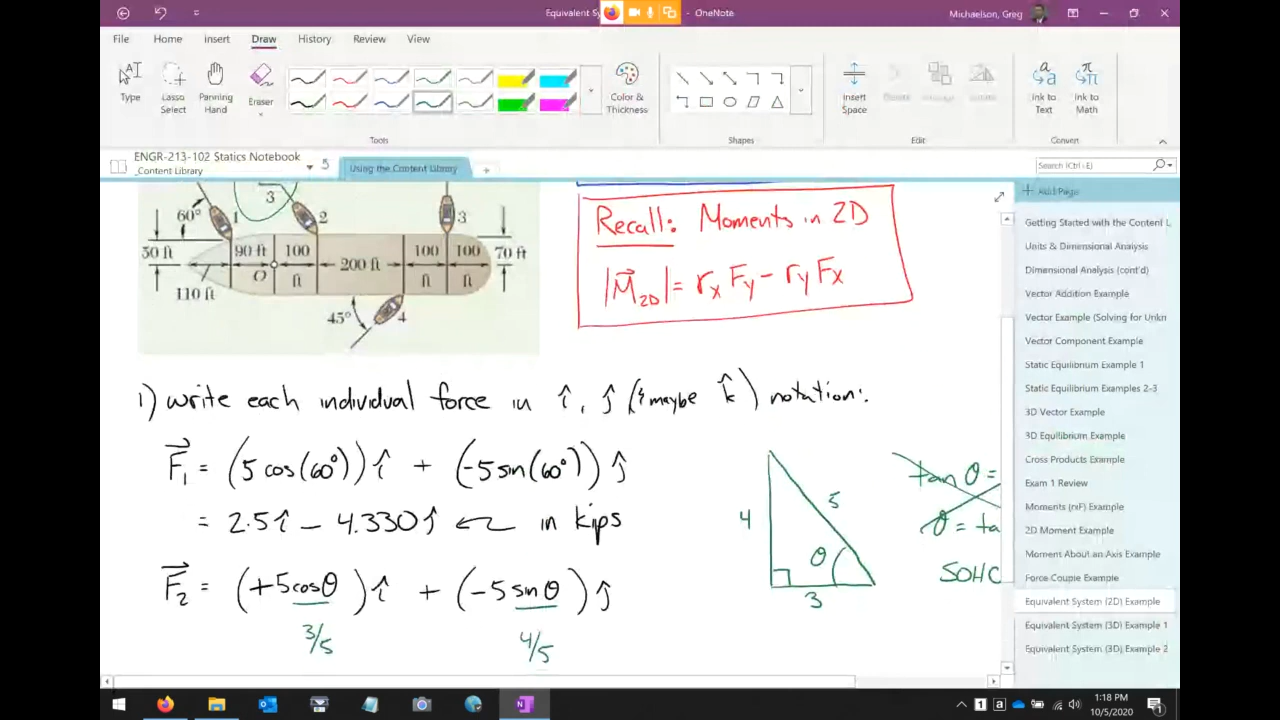 Equivalent Sy
OneNote
Michaelson, Greg
File Home Insert Draw History Review View
Type
Lasso Select
Panning Hand
Eraser
Color & Thickness
Insert Space
Ink to Text
Ink to Math
Tools
Shapes
Edit
Convert
ENGR-213-102 Statics Notebook
_Content Library
Using the Content Library
Search (Ctrl+E)
Add Page
Getting Started with the Content L
Units & Dimensional Analysis
Dimensional Analysis (cont'd)
Vector Addition Example
Vector Example (Solving for Unkn
Vector Component Example
Static Equilibrium Example 1
Static Equilibrium Examples 2-3
3D Vector Example
3D Equilibrium Example
Cross Products Example
Exam 1 Review
Moments (rxF) Example
2D Moment Example
Moment About an Axis Example
Force Couple Example
Equivalent System (2D) Example
Equivalent System (3D) Example 1
Equivalent System (3D) Example 2
3
60° 1 2 3
50 ft 90 ft 100 ft 200 ft 100 ft 100 ft 70 ft
O
110 ft
45° 4
Recall: Moments in 2D
|M⃗2D| = rx Fy − ry Fx
1) write each individual force in î, ĵ (& maybe k̂) notation:
F⃗1 = (5 cos(60°)) î + (-5 sin(60°)) ĵ
= 2.5 î − 4.330 ĵ ← in kips
F⃗2 = (+5cosθ) î + (-5 sinθ) ĵ
3/5 4/5
4 5 θ 3
tan θ =
θ = ta
SOHC
1:18 PM
10/5/2020